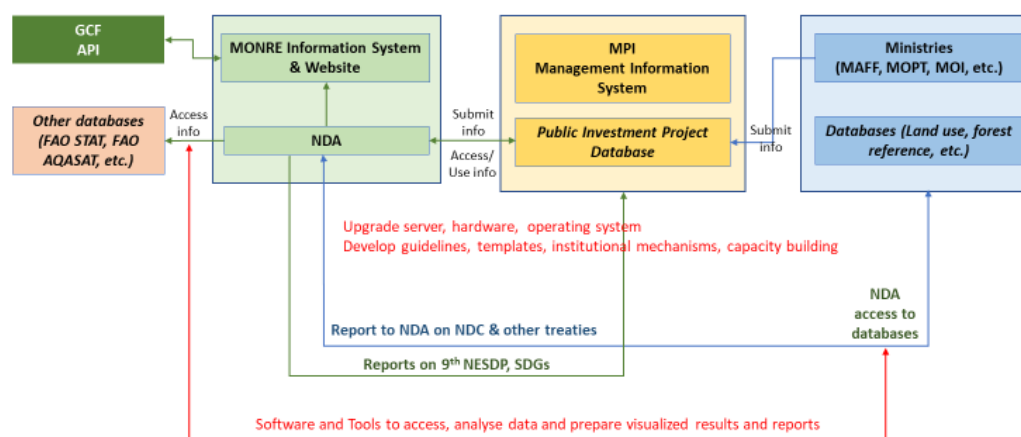 GCF
API
MONRE Information System
& Website
MPI
Management Information
System
Ministries
(MAFF, MOPT, MOI, etc.)
Other databases
(FAO STAT, FAO
AQASAT, etc.)
Access
info
NDA
Submit
info
Access/
Use info
Public Investment Project
Database
Submit
info
Databases (Land use, forest
reference, etc.)
Upgrade server, hardware, operating system
Develop guidelines, templates, institutional mechanisms, capacity building
NDA
access to
databases
Report to NDA on NDC & other treaties
Reports on 9th NESDP, SDGs
Software and Tools to access, analyse data and prepare visualized results and reports